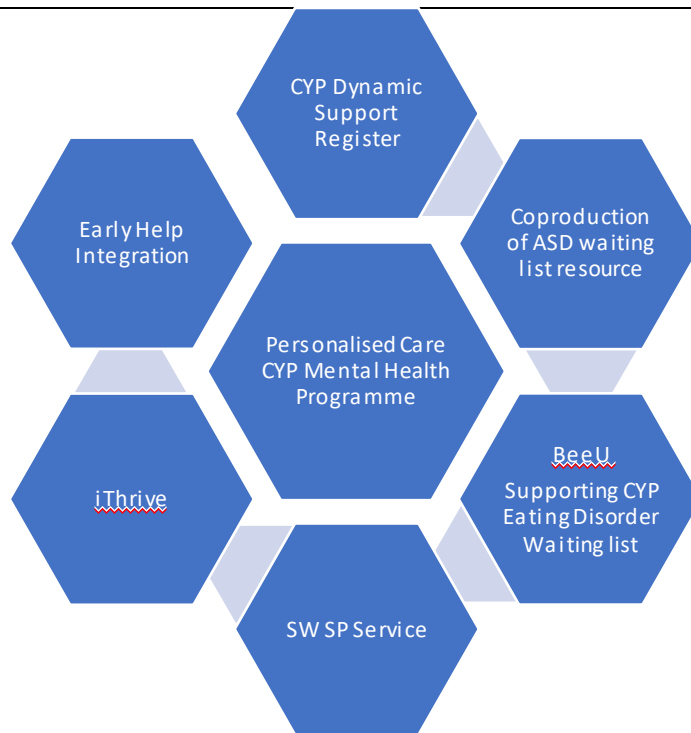 CYP Dynamic
Support
Register
Early Help
Integration
Coproduction
of ASD waiting
list resource
Personalised Care
CYP Mental Health
Programme
iThrive
BeeU
Supporting CYP
Eating Disorder
Waiting list
SW SP Service